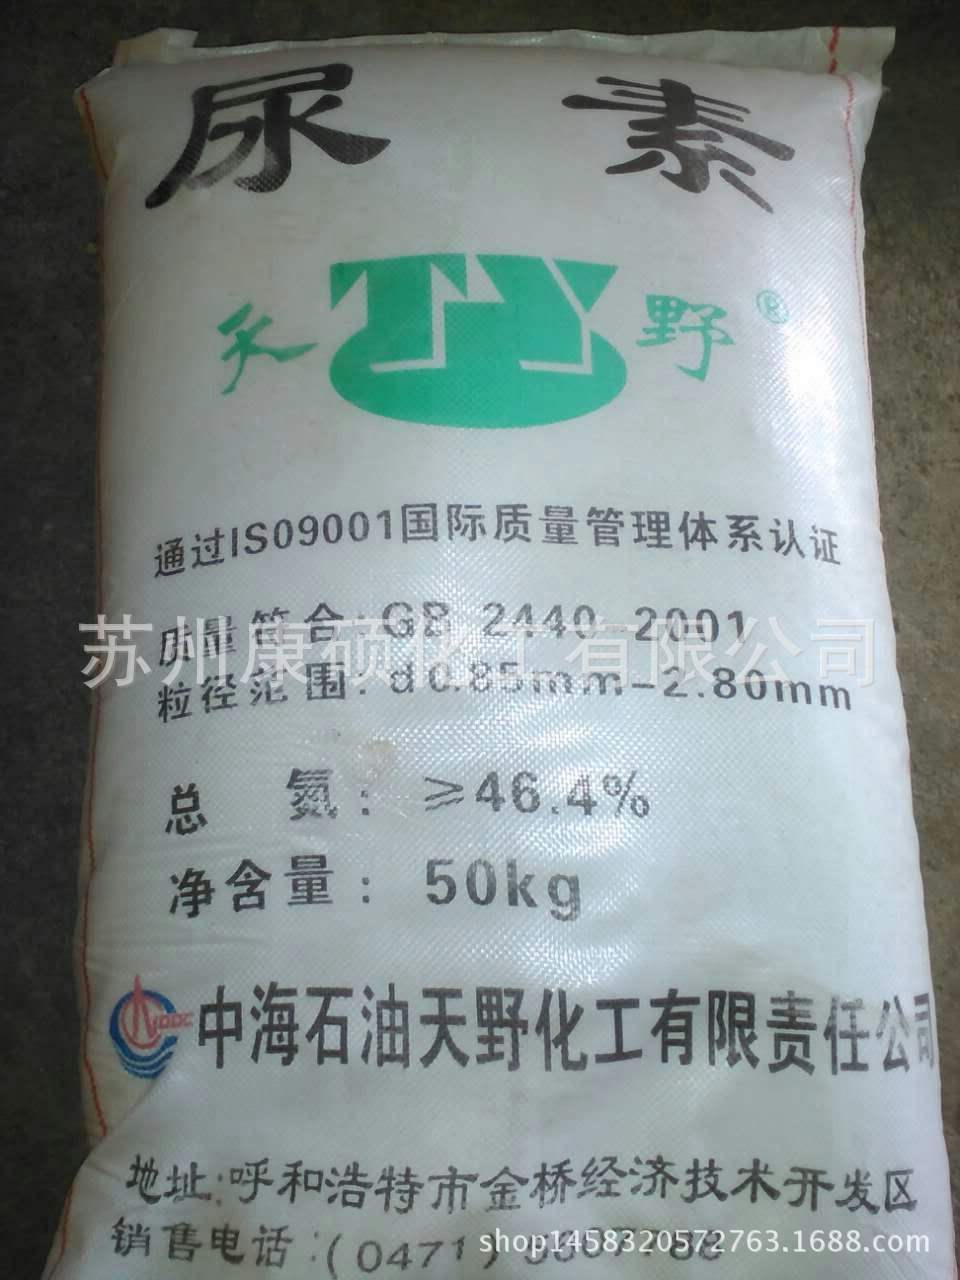 尿素
天 TY 野®
通过ISO9001国际质量管理体系认证
质量符合:GB 2440-2001
苏州康硕化工有限公司
粒径范围:d0.85mm-2.80mm
总 氮:≥46.4%
净含量:50kg
中海石油天野化工有限责任公司
地址:呼和浩特市金桥经济技术开发区
销售电话:(0471)
shop1458320572763.1688.com